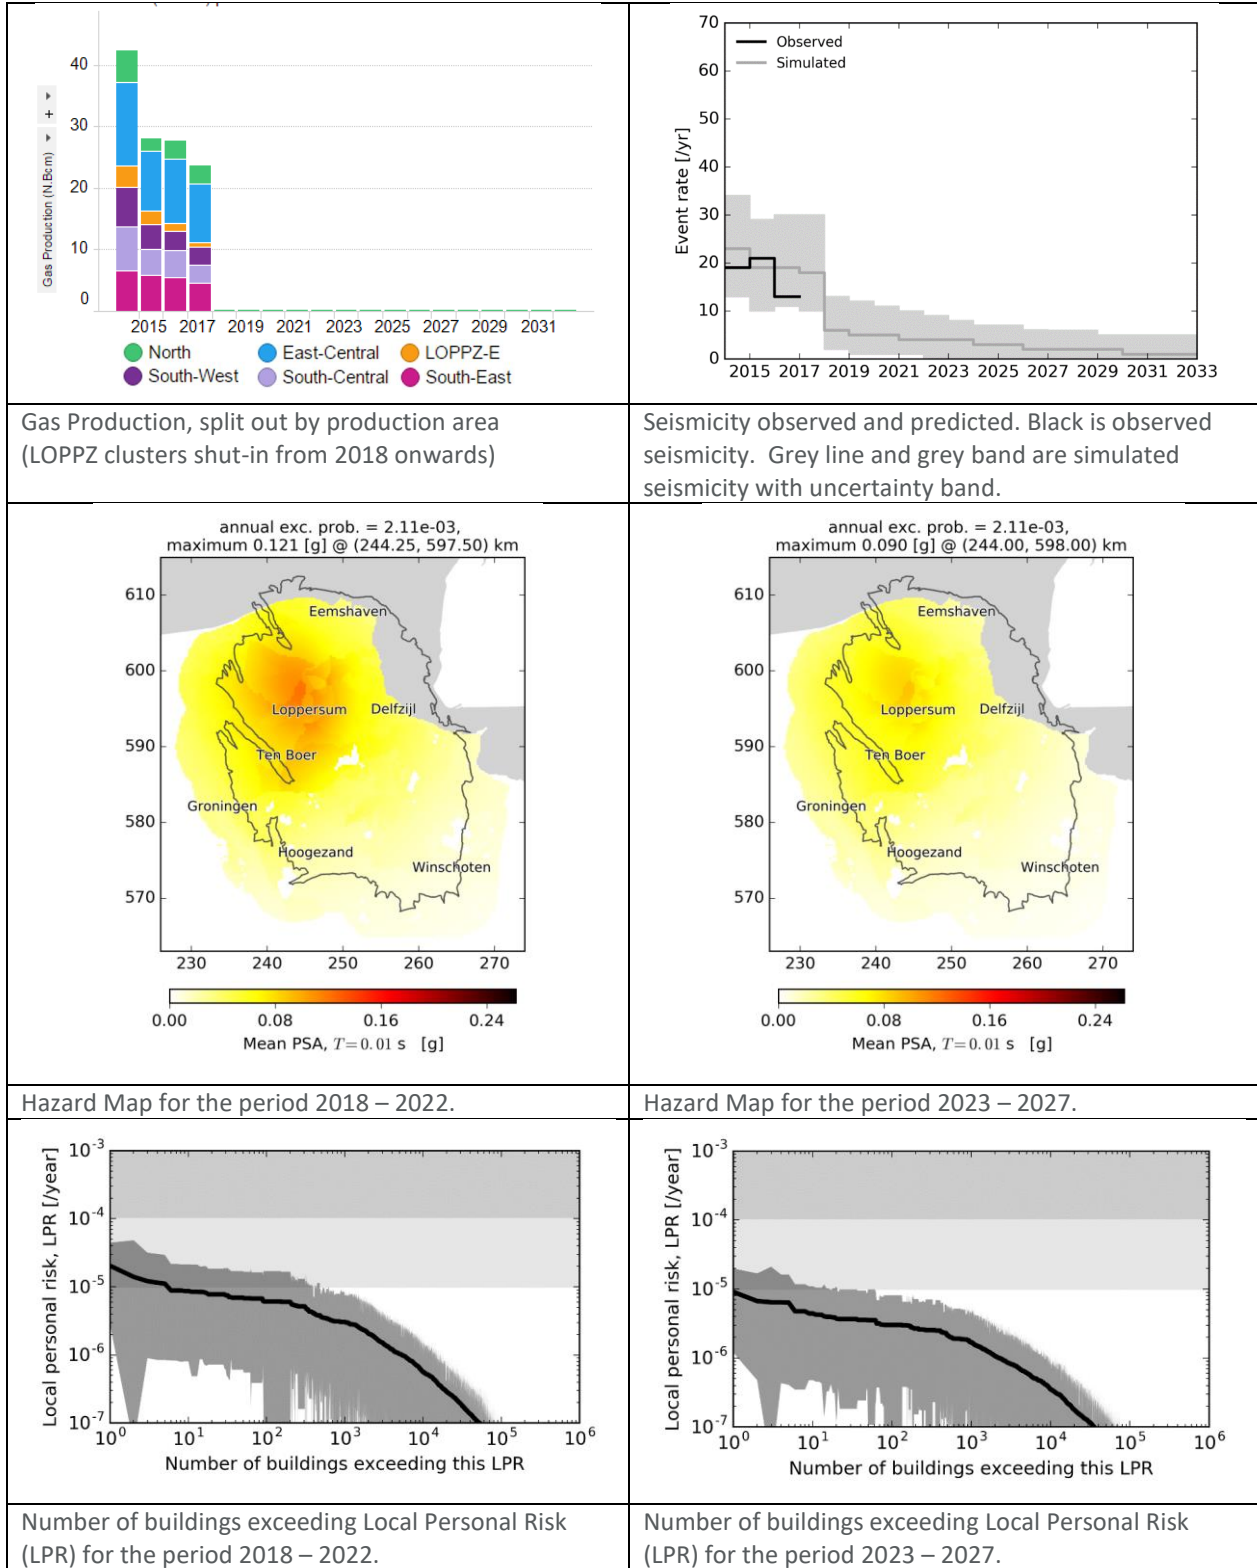 40
30
20
10
0
Gas Production (N.Bcm)
+
2015 2017 2019 2021 2023 2025 2027 2029 2031
North East-Central LOPPZ-E
South-West South-Central South-East
70
60
50
40
30
20
10
0
Event rate [/yr]
Observed
Simulated
2015 2017 2019 2021 2023 2025 2027 2029 2031 2033
Gas Production, split out by production area
(LOPPZ clusters shut-in from 2018 onwards)
Seismicity observed and predicted. Black is observed
seismicity. Grey line and grey band are simulated
seismicity with uncertainty band.
annual exc. prob. = 2.11e-03,
maximum 0.121 [g] @ (244.25, 597.50) km
610
600
590
580
570
Eemshaven
Loppersum Delfzijl
Ten Boer
Groningen
Hoogezand
Winschoten
230 240 250 260 270
0.00 0.08 0.16 0.24
Mean PSA, T=0.01 s [g]
annual exc. prob. = 2.11e-03,
maximum 0.090 [g] @ (244.00, 598.00) km
610
600
590
580
570
Eemshaven
Loppersum Delfzijl
Ten Boer
Groningen
Hoogezand
Winschoten
230 240 250 260 270
0.00 0.08 0.16 0.24
Mean PSA, T=0.01 s [g]
Hazard Map for the period 2018 – 2022.
Hazard Map for the period 2023 – 2027.
Local personal risk, LPR [/year]
10⁻³
10⁻⁴
10⁻⁵
10⁻⁶
10⁻⁷
10⁰ 10¹ 10² 10³ 10⁴ 10⁵ 10⁶
Number of buildings exceeding this LPR
Local personal risk, LPR [/year]
10⁻³
10⁻⁴
10⁻⁵
10⁻⁶
10⁻⁷
10⁰ 10¹ 10² 10³ 10⁴ 10⁵ 10⁶
Number of buildings exceeding this LPR
Number of buildings exceeding Local Personal Risk
(LPR) for the period 2018 – 2022.
Number of buildings exceeding Local Personal Risk
(LPR) for the period 2023 – 2027.